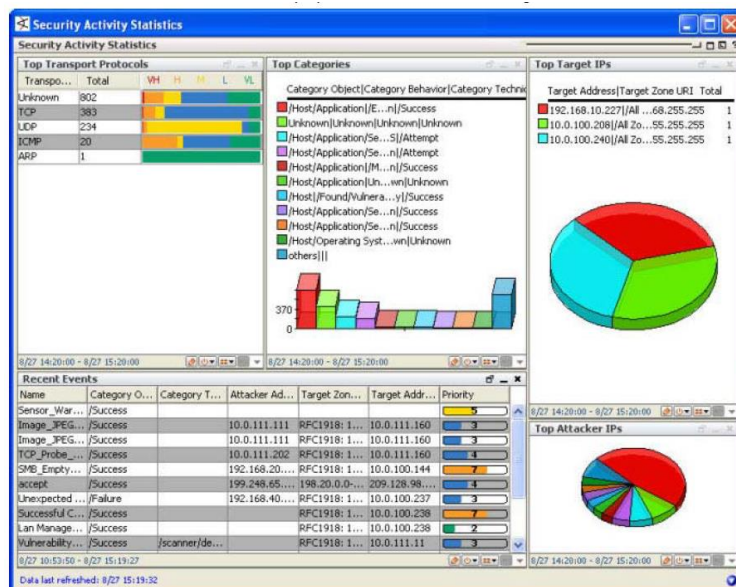 Security Activity Statistics
Security Activity Statistics
Top Transport Protocols
Transpo... Total VH H M L VL
Unknown 802
TCP 383
UDP 234
ICMP 20
ARP 1
8/27 14:20:00 - 8/27 15:20:00
Top Categories
Category Object|Category Behavior|Category Techniq
/Host/Application|/E...n|/Success
Unknown|Unknown|Unknown|Unknown
/Host/Application/Se...S|/Attempt
/Host/Application/Se...n|/Attempt
/Host/Application|/M...n|/Success
/Host/Application|Un...wn|Unknown
/Host|/Found/Vulnera...y|/Success
/Host/Application/Se...n|/Success
/Host/Application/Se...n|/Success
/Host/Operating Syst...wn|Unknown
others|||
370
0
8/27 14:20:00 - 8/27 15:20:00
Top Target IPs
Target Address|Target Zone URI Total
192.168.10.227|/All ...68.255.255 1
10.0.100.208|/All Zo...55.255.255 1
10.0.100.240|/All Zo...55.255.255 1
8/27 14:20:00 - 8/27 15:20:00
Recent Events
Name Category O... Category T... Attacker Ad... Target Zon... Target Addr... Priority
Sensor_War... /Success 5
Image_JPEG... /Success 10.0.111.111 RFC1918: 1... 10.0.111.160 3
Image_JPEG... /Success 10.0.111.111 RFC1918: 1... 10.0.111.160 3
TCP_Probe_... /Success 10.0.111.202 RFC1918: 1... 10.0.111.160 4
SMB_Empty... /Success 192.168.20.... RFC1918: 1... 10.0.100.144 7
accept /Success 199.248.65.... 198.20.0.0-... 209.128.98.... 4
Unexpected ... /Failure 192.168.40.... RFC1918: 1... 10.0.100.237 3
Successful C... /Success RFC1918: 1... 10.0.100.238 7
Lan Manage... /Success RFC1918: 1... 10.0.100.238 2
Vulnerability... /Success /scanner/de... RFC1918: 1... 10.0.111.11 3
8/27 10:53:50 - 8/27 15:19:27
Top Attacker IPs
8/27 14:20:00 - 8/27 15:20:00
Data last refreshed: 8/27 15:19:32